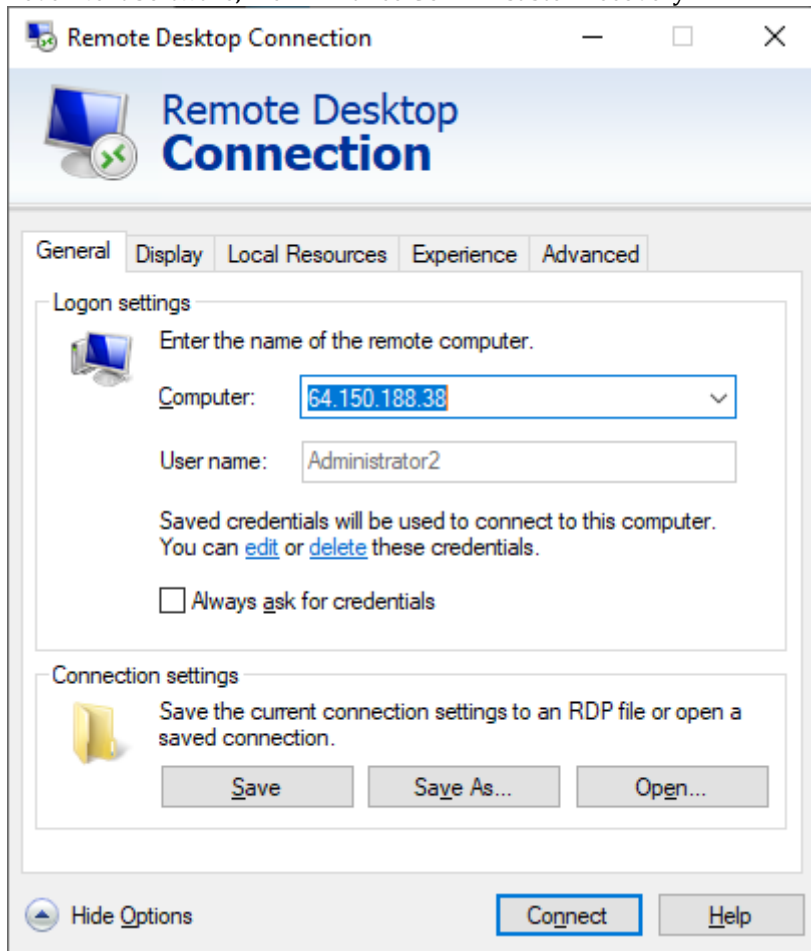 Remote Desktop Connection
Remote Desktop
Connection
General Display Local Resources Experience Advanced
Logon settings
Enter the name of the remote computer.
Computer: 64.150.188.38
User name: Administrator2
Saved credentials will be used to connect to this computer.
You can edit or delete these credentials.
Always ask for credentials
Connection settings
Save the current connection settings to an RDP file or open a
saved connection.
Save Save As... Open...
Hide Options Connect Help